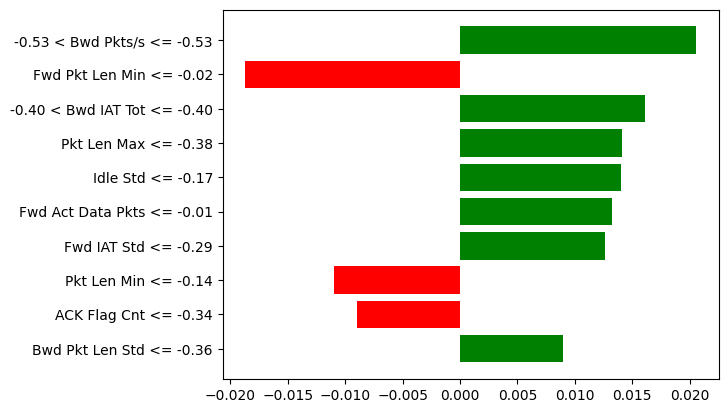 -0.53 < Bwd Pkts/s <= -0.53
Fwd Pkt Len Min <= -0.02
-0.40 < Bwd IAT Tot <= -0.40
Pkt Len Max <= -0.38
Idle Std <= -0.17
Fwd Act Data Pkts <= -0.01
Fwd IAT Std <= -0.29
Pkt Len Min <= -0.14
ACK Flag Cnt <= -0.34
Bwd Pkt Len Std <= -0.36
−0.020 −0.015 −0.010 −0.005 0.000 0.005 0.010 0.015 0.020